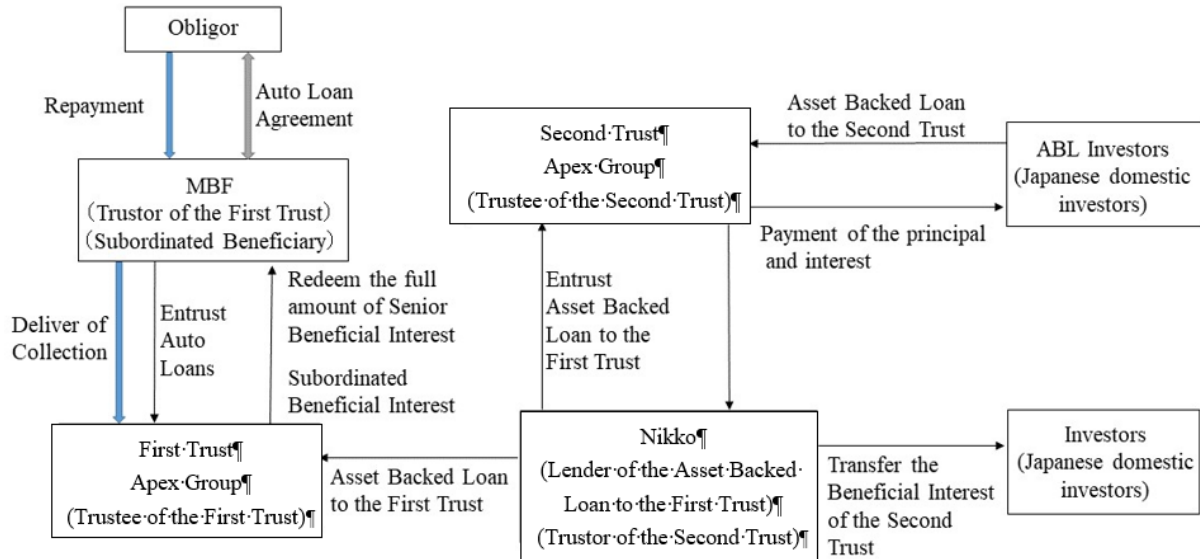 Obligor
Repayment
Auto Loan
Agreement
MBF
（Trustor of the First Trust）
（Subordinated Beneficiary）
Deliver of
Collection
Entrust
Auto
Loans
Redeem the full
amount of Senior
Beneficial Interest
Subordinated
Beneficial Interest
First·Trust¶
Apex·Group¶
(Trustee·of·the·First·Trust)¶
Asset Backed Loan
to the First Trust
Second·Trust¶
Apex·Group¶
(Trustee·of·the·Second·Trust)¶
Asset Backed Loan
to the Second Trust
ABL Investors
(Japanese domestic
investors)
Payment of the principal
and interest
Entrust
Asset Backed
Loan to the
First Trust
Nikko¶
(Lender·of·the·Asset·Backed·
Loan·to·the·First·Trust)¶
(Trustor·of·the·Second·Trust)¶
Transfer the
Beneficial Interest
of the Second
Trust
Investors
(Japanese domestic
investors)